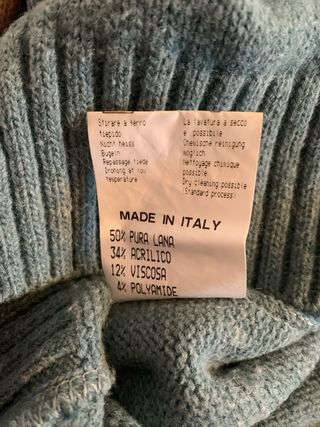 Stirare a ferro
tiepido
Nicht heiss
Bugeln
Repassage tiede
Ironing at low
temperature
La lavatura a secco
e possibile
Chemische reinigung
moglich
Nettoyage chimique
possible
Dry cleaning possible
(Standard process)
MADE IN ITALY
50% PURA LANA
34% ACRILICO
12% VISCOSA
4% POLYAMIDE